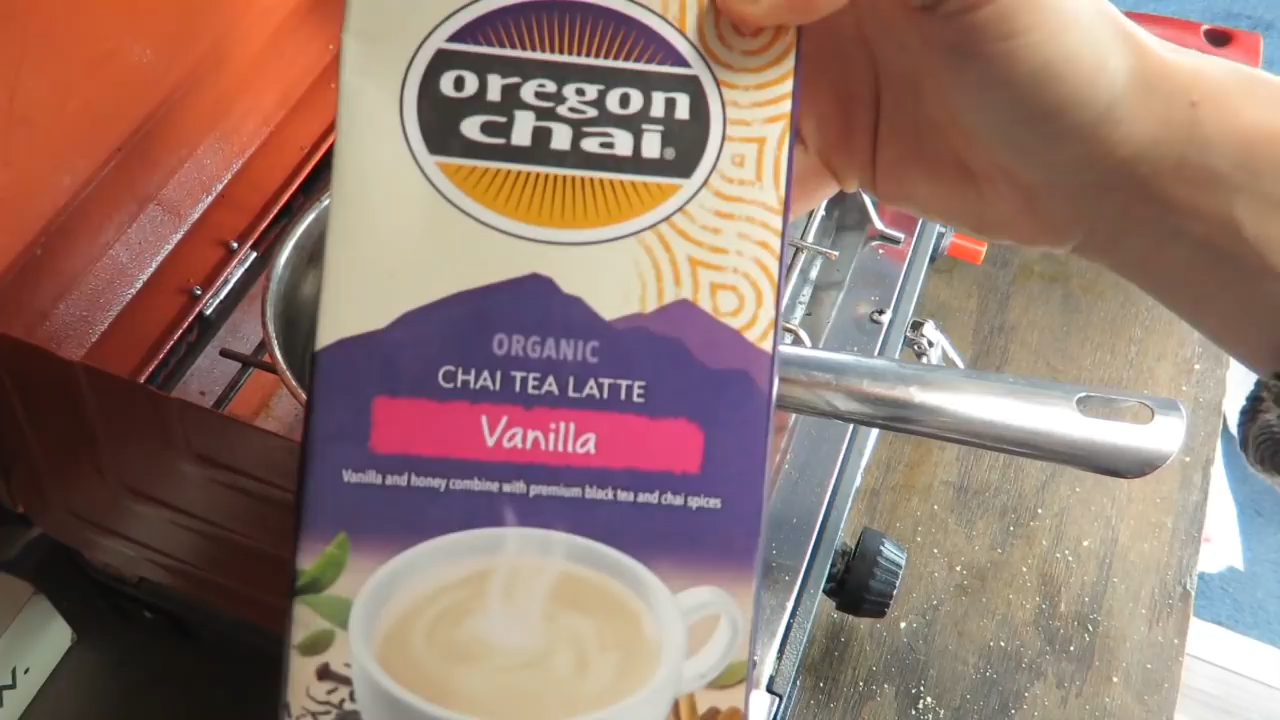 oregon
chai®
ORGANIC
CHAI TEA LATTE
Vanilla
Vanilla and honey combine with premium black tea and chai spices